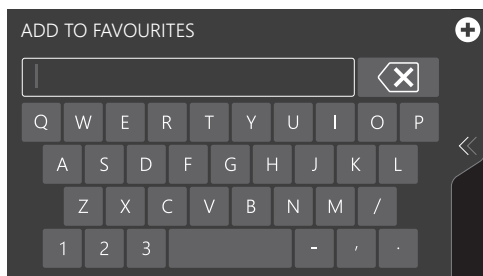 ADD TO FAVOURITES
Q W E R T Y U I O P
A S D F G H J K L
Z X C V B N M /
1 2 3 - , .